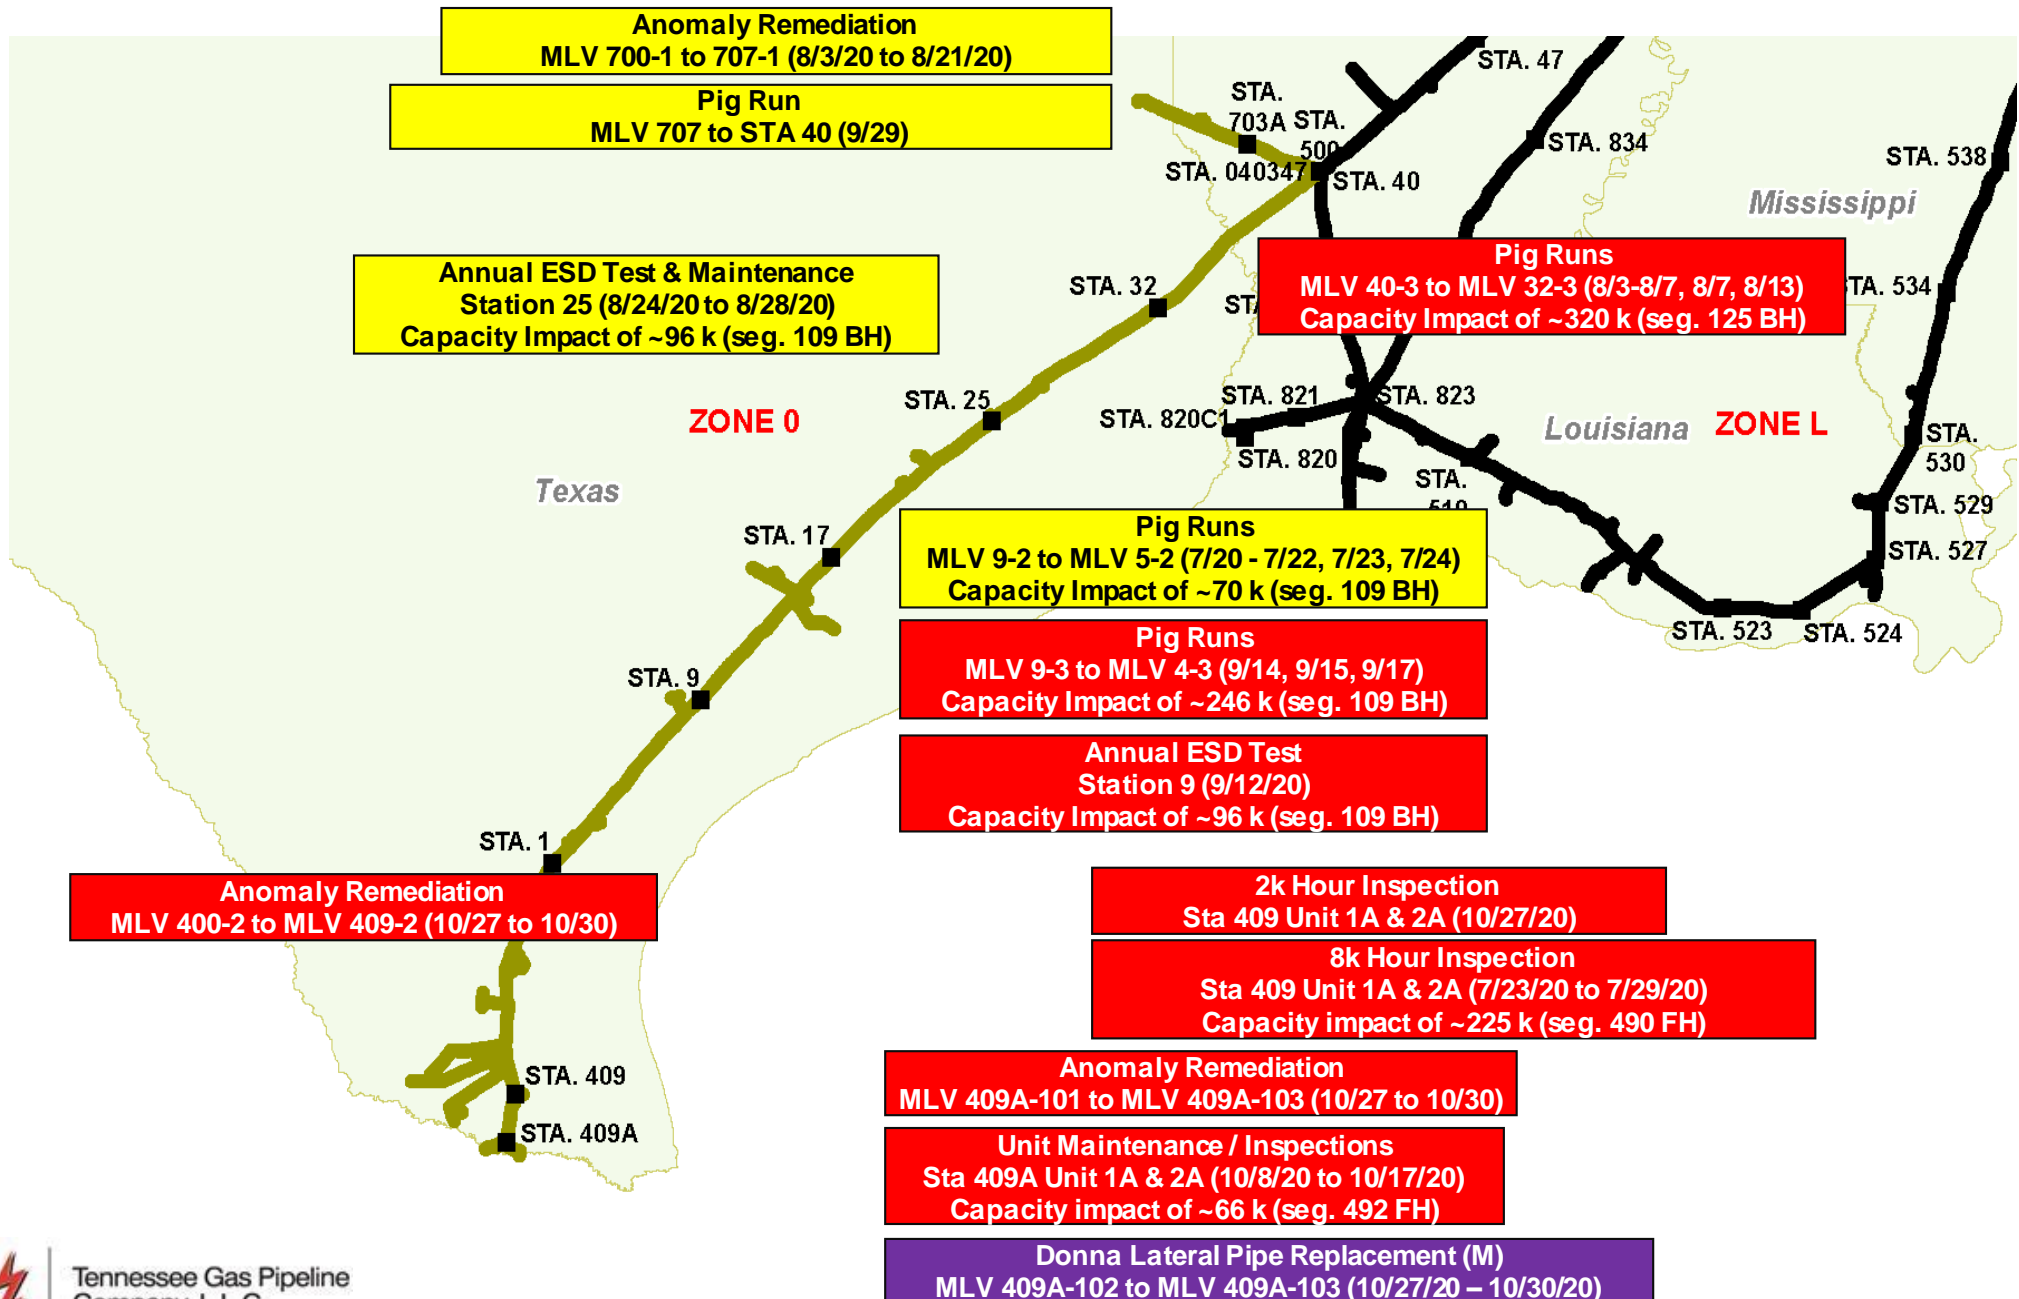 Anomaly Remediation
MLV 700-1 to 707-1 (8/3/20 to 8/21/20)
Pig Run
MLV 707 to STA 40 (9/29)
STA. 47
STA.
703A
STA.
500
STA. 040347
STA. 40
STA. 834
STA. 538
Mississippi
Annual ESD Test & Maintenance
Station 25 (8/24/20 to 8/28/20)
Capacity Impact of ~96 k (seg. 109 BH)
STA. 32
Pig Runs
MLV 40-3 to MLV 32-3 (8/3-8/7, 8/7, 8/13)
Capacity Impact of ~320 k (seg. 125 BH)
STA. 534
STA. 25
ZONE 0
STA. 821
STA. 823
STA. 820C1
STA. 820
Louisiana
ZONE L
STA.
530
Texas
STA.
STA. 529
STA. 17
Pig Runs
MLV 9-2 to MLV 5-2 (7/20 - 7/22, 7/23, 7/24)
Capacity Impact of ~70 k (seg. 109 BH)
STA. 527
STA. 523
STA. 524
STA. 9
Pig Runs
MLV 9-3 to MLV 4-3 (9/14, 9/15, 9/17)
Capacity Impact of ~246 k (seg. 109 BH)
Annual ESD Test
Station 9 (9/12/20)
Capacity Impact of ~96 k (seg. 109 BH)
STA. 1
Anomaly Remediation
MLV 400-2 to MLV 409-2 (10/27 to 10/30)
2k Hour Inspection
Sta 409 Unit 1A & 2A (10/27/20)
8k Hour Inspection
Sta 409 Unit 1A & 2A (7/23/20 to 7/29/20)
Capacity impact of ~225 k (seg. 490 FH)
STA. 409
Anomaly Remediation
MLV 409A-101 to MLV 409A-103 (10/27 to 10/30)
STA. 409A
Unit Maintenance / Inspections
Sta 409A Unit 1A & 2A (10/8/20 to 10/17/20)
Capacity impact of ~66 k (seg. 492 FH)
Donna Lateral Pipe Replacement (M)
MLV 409A-102 to MLV 409A-103 (10/27/20 – 10/30/20)
Tennessee Gas Pipeline